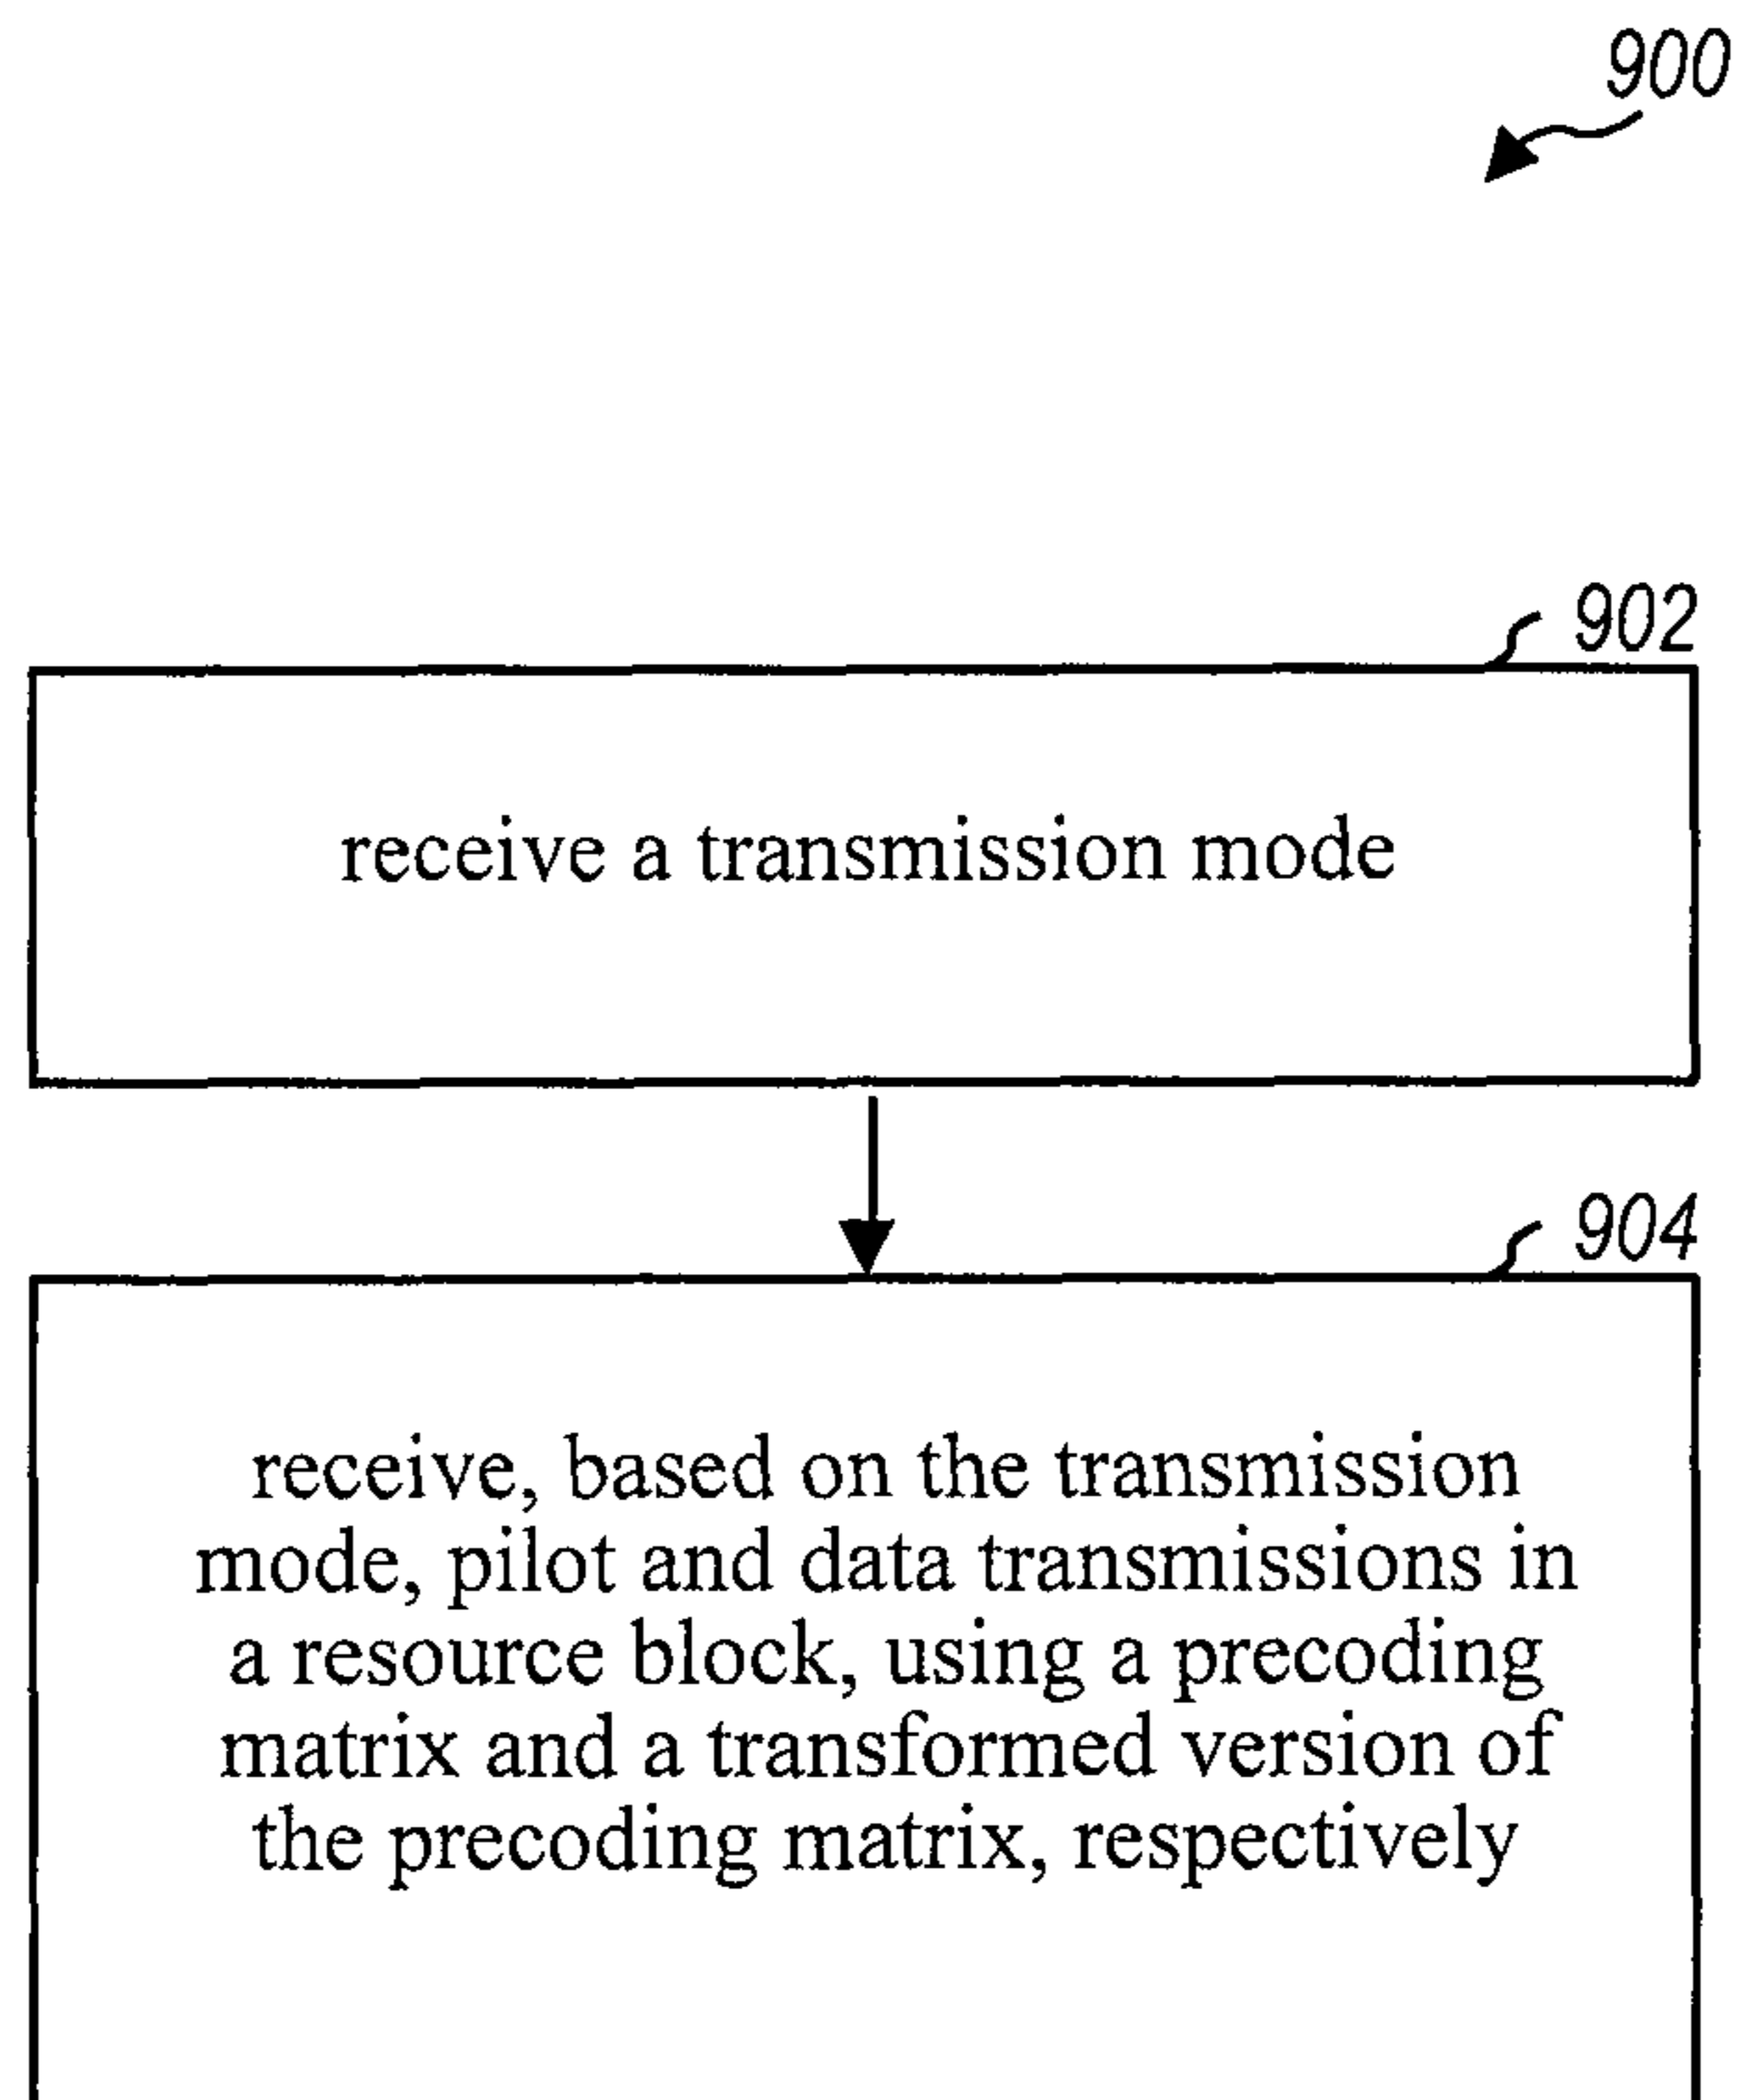 900
902
receive a transmission mode
904
receive, based on the transmission
mode, pilot and data transmissions in
a resource block, using a precoding
matrix and a transformed version of
the precoding matrix, respectively